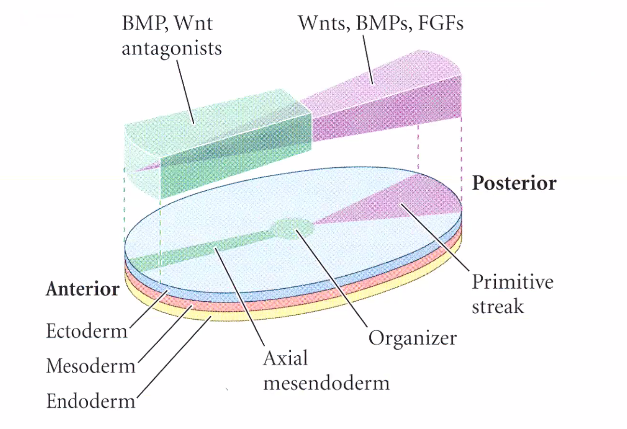 BMP, Wnt
antagonists
Wnts, BMPs, FGFs
Posterior
Primitive
streak
Anterior
Ectoderm
Mesoderm
Endoderm
Organizer
Axial
mesendoderm